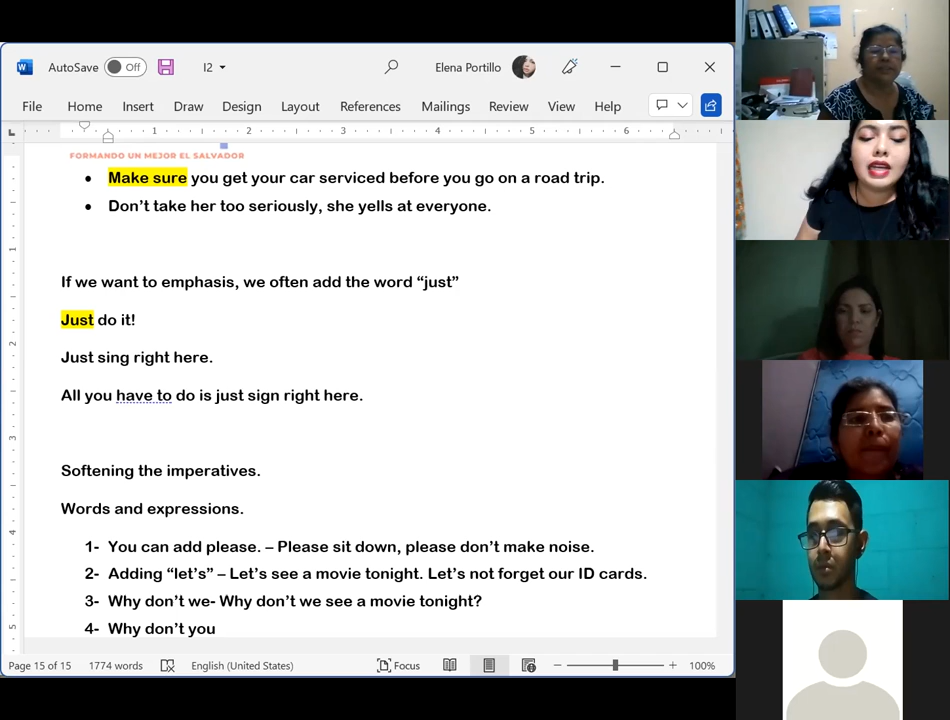 AutoSave Off I2 Elena Portillo
File Home Insert Draw Design Layout References Mailings Review View Help
1 2 3 4 5 6
FORMANDO UN MEJOR EL SALVADOR
• Make sure you get your car serviced before you go on a road trip.
• Don’t take her too seriously, she yells at everyone.
If we want to emphasis, we often add the word “just”
Just do it!
Just sing right here.
All you have to do is just sign right here.
Softening the imperatives.
Words and expressions.
1- You can add please. – Please sit down, please don’t make noise.
2- Adding “let’s” – Let’s see a movie tonight. Let’s not forget our ID cards.
3- Why don’t we- Why don’t we see a movie tonight?
4- Why don’t you
Page 15 of 15 1774 words English (United States) Focus 100%